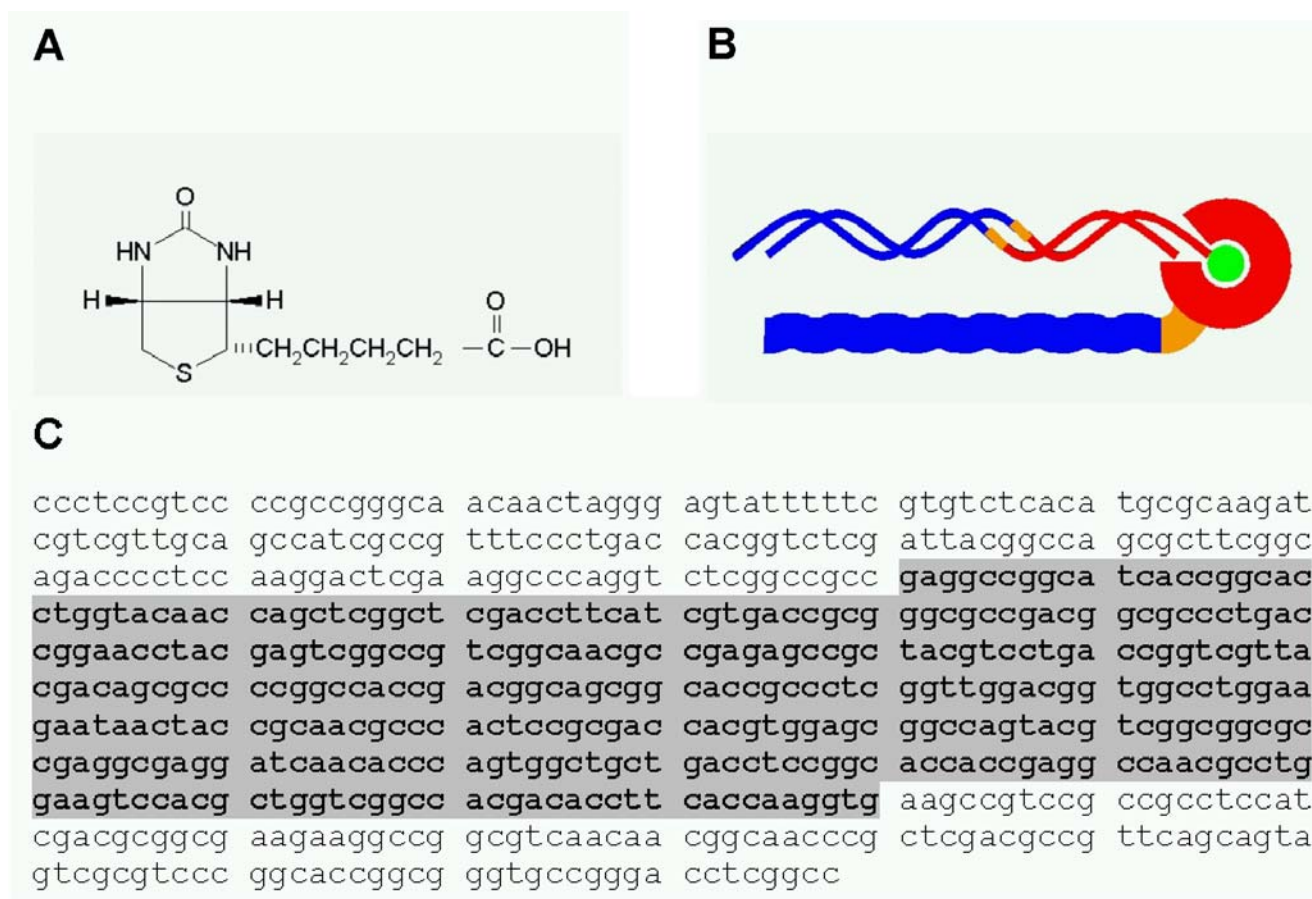 A
B
O
HN
NH
H
H
O
S
CH2CH2CH2CH2
C
OH
C
ccctccgtcc ccgccgggca acaactaggg agtatttttc gtgtctcaca tgcgcaagat
cgtcgttgca gccatcgccg tttccctgac cacggtctcg attacggcca gcgcttcggc
agacccctcc aaggactcga aggcccaggt ctcggccgcc gaggccggca tcaccggcac
ctggtacaac cagctcggct cgaccttcat cgtgaccgcg ggcgccgacg gcgccctgac
cggaacctac gagtcggccg tcggcaacgc cgagagccgc tacgtcctga ccggtcgtta
cgacagcgcc ccggccaccg acggcagcgg caccgccctc ggttggacgg tggcctggaa
gaataactac cgcaacgccc actccgcgac cacgtggagc ggccagtacg tcggcggcgc
cgaggcgagg atcaacaccc agtggctgct gacctccggc accaccgagg ccaacgcctg
gaagtccacg ctggtcggcc acgacacctt caccaaggtg aagccgtccg ccgcctccat
cgacgcggcg aagaaggccg gcgtcaacaa cggcaacccg ctcgacgccg ttcagcagta
gtcgcgtccc ggcaccggcg ggtgccggga cctcggcc